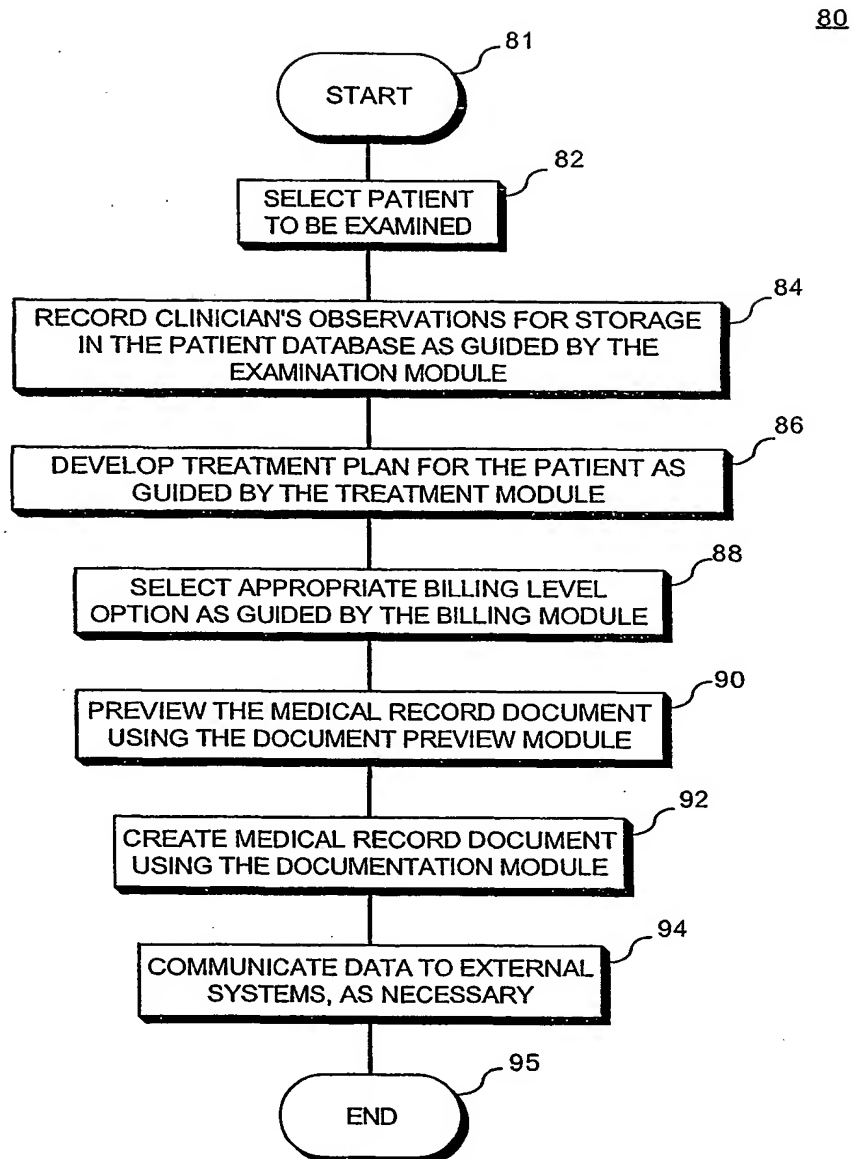 80
81
START
82
SELECT PATIENT
TO BE EXAMINED
84
RECORD CLINICIAN'S OBSERVATIONS FOR STORAGE
IN THE PATIENT DATABASE AS GUIDED BY THE
EXAMINATION MODULE
86
DEVELOP TREATMENT PLAN FOR THE PATIENT AS
GUIDED BY THE TREATMENT MODULE
88
SELECT APPROPRIATE BILLING LEVEL
OPTION AS GUIDED BY THE BILLING MODULE
90
PREVIEW THE MEDICAL RECORD DOCUMENT
USING THE DOCUMENT PREVIEW MODULE
92
CREATE MEDICAL RECORD DOCUMENT
USING THE DOCUMENTATION MODULE
94
COMMUNICATE DATA TO EXTERNAL
SYSTEMS, AS NECESSARY
95
END